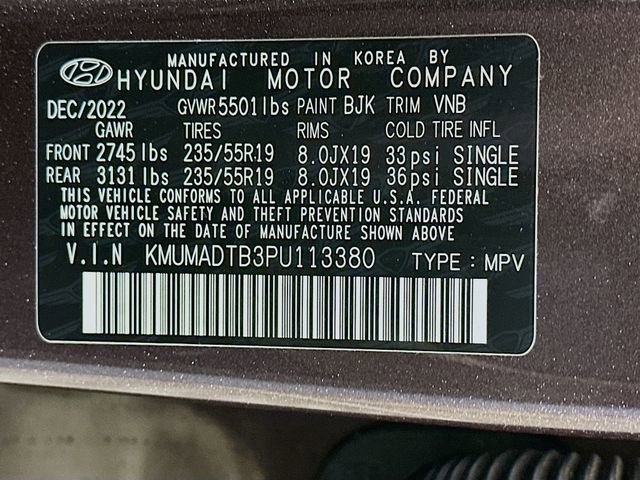 MANUFACTURED IN KOREA BY
HYUNDAI MOTOR COMPANY
DEC/2022 GVWR 5501lbs PAINT BJK TRIM VNB
GAWR TIRES RIMS COLD TIRE INFL
FRONT 2745 lbs 235/55R19 8.0JX19 33psi SINGLE
REAR 3131 lbs 235/55R19 8.0JX19 36psi SINGLE
THIS VEHICLE CONFORMS TO ALL APPLICABLE U.S.A. FEDERAL
MOTOR VEHICLE SAFETY AND THEFT PREVENTION STANDARDS
IN EFFECT ON THE DATE OF MANUFACTURE SHOWN ABOVE.
V.I.N KMUMADTB3PU113380 TYPE : MPV